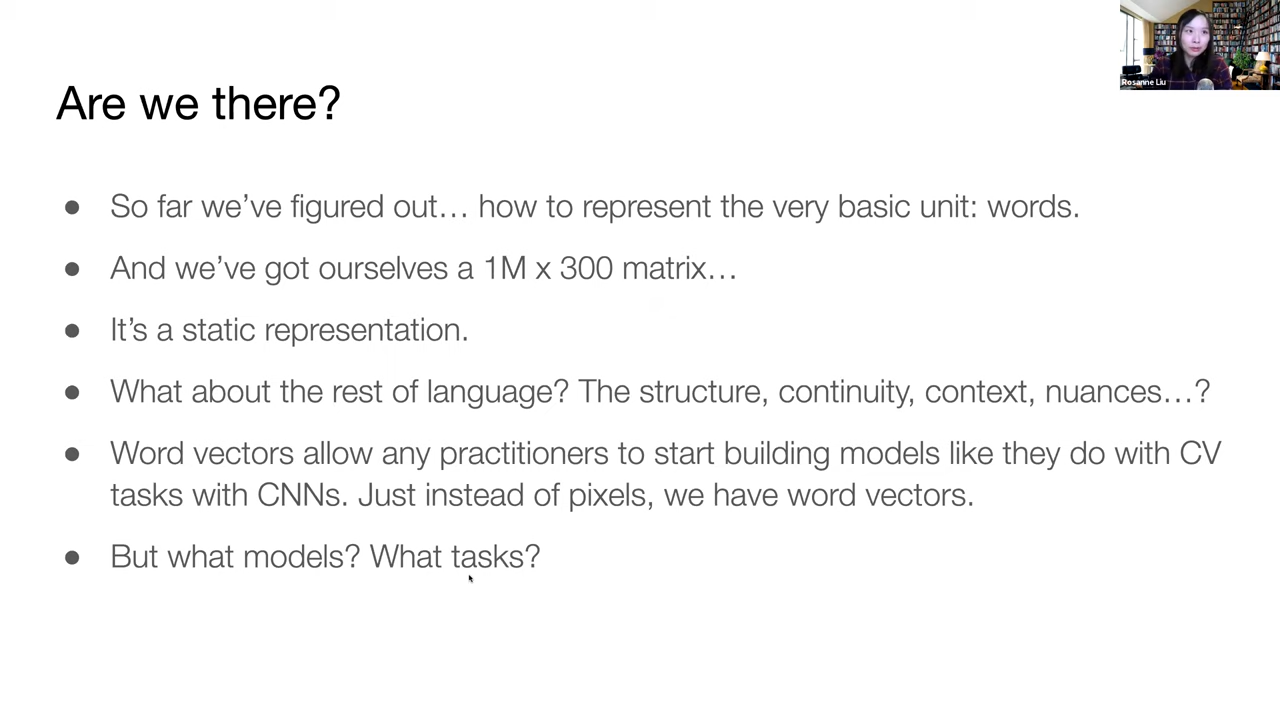 Rosanne Liu
Are we there?
● So far we’ve figured out… how to represent the very basic unit: words.
● And we’ve got ourselves a 1M x 300 matrix…
● It’s a static representation.
● What about the rest of language? The structure, continuity, context, nuances…?
● Word vectors allow any practitioners to start building models like they do with CV
tasks with CNNs. Just instead of pixels, we have word vectors.
● But what models? What tasks?